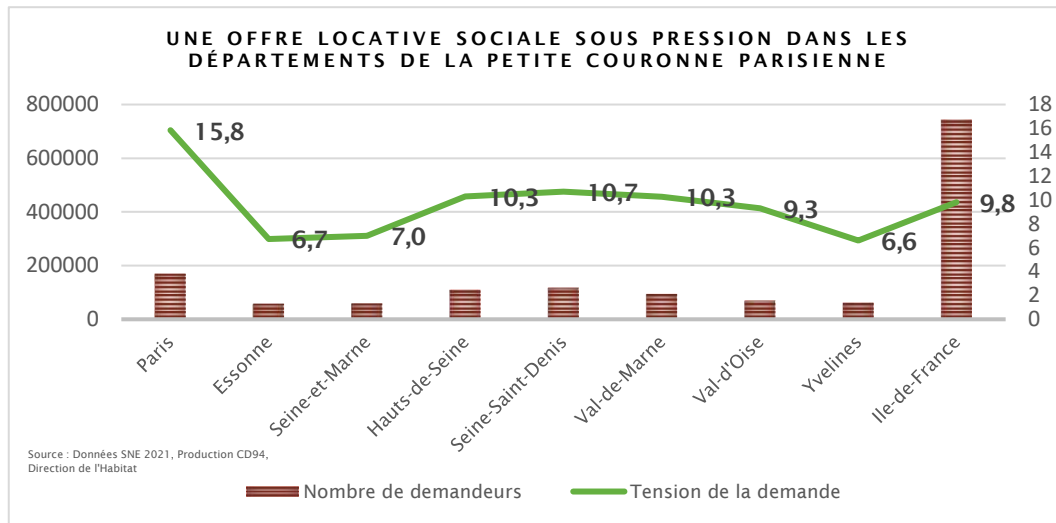 UNE OFFRE LOCATIVE SOCIALE SOUS PRESSION DANS LES
DÉPARTEMENTS DE LA PETITE COURONNE PARISIENNE
800000
600000
400000
200000
0
18
16
14
12
10
8
6
4
2
0
15,8
6,7
7,0
10,3
10,7
10,3
9,3
6,6
9,8
Paris
Essonne
Seine-et-Marne
Hauts-de-Seine
Seine-Saint-Denis
Val-de-Marne
Val-d'Oise
Yvelines
Ile-de-France
Source : Données SNE 2021, Production CD94,
Direction de l'Habitat
Nombre de demandeurs
Tension de la demande